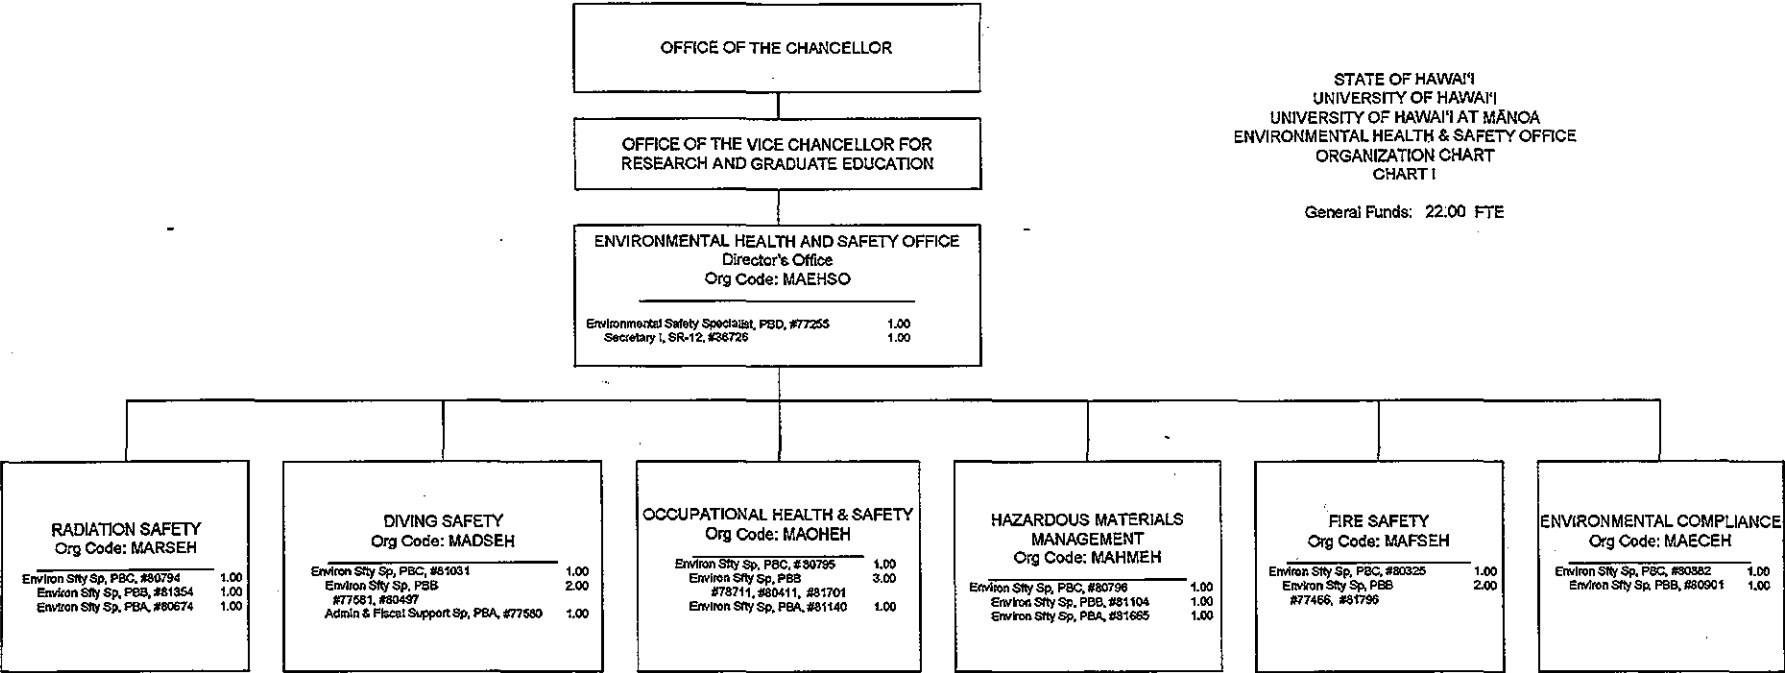 OFFICE OF THE CHANCELLOR
OFFICE OF THE VICE CHANCELLOR FOR
RESEARCH AND GRADUATE EDUCATION
STATE OF HAWAI'I
UNIVERSITY OF HAWAI'I
UNIVERSITY OF HAWAI'I AT MĀNOA
ENVIRONMENTAL HEALTH & SAFETY OFFICE
ORGANIZATION CHART
CHART I
General Funds: 22.00 FTE
ENVIRONMENTAL HEALTH AND SAFETY OFFICE
Director's Office
Org Code: MAEHSO
Environmental Safety Specialist, PBD, #77255 1.00
Secretary I, SR-12, #36726 1.00
RADIATION SAFETY
Org Code: MARSEH
Environ Sfty Sp, PBC, #80794 1.00
Environ Sfty Sp, PBB, #81354 1.00
Environ Sfty Sp, PBA, #80674 1.00
DIVING SAFETY
Org Code: MADSEH
Environ Sfty Sp, PBC, #81031 1.00
Environ Sfty Sp, PBB 2.00
#77581, #80497
Admin & Fiscal Support Sp, PBA, #77580 1.00
OCCUPATIONAL HEALTH & SAFETY
Org Code: MAOHEH
Environ Sfty Sp, PBC, #80795 1.00
Environ Sfty Sp, PBB 3.00
#78711, #80411, #81701
Environ Sfty Sp, PBA, #81140 1.00
HAZARDOUS MATERIALS
MANAGEMENT
Org Code: MAHMEH
Environ Sfty Sp, PBC, #80796 1.00
Environ Sfty Sp, PBB, #81104 1.00
Environ Sfty Sp, PBA, #81665 1.00
FIRE SAFETY
Org Code: MAFSEH
Environ Sfty Sp, PBC, #80325 1.00
Environ Sfty Sp, PBB 2.00
#77466, #81796
ENVIRONMENTAL COMPLIANCE
Org Code: MAECEH
Environ Sfty Sp, PBC, #80882 1.00
Environ Sfty Sp, PBB, #80901 1.00